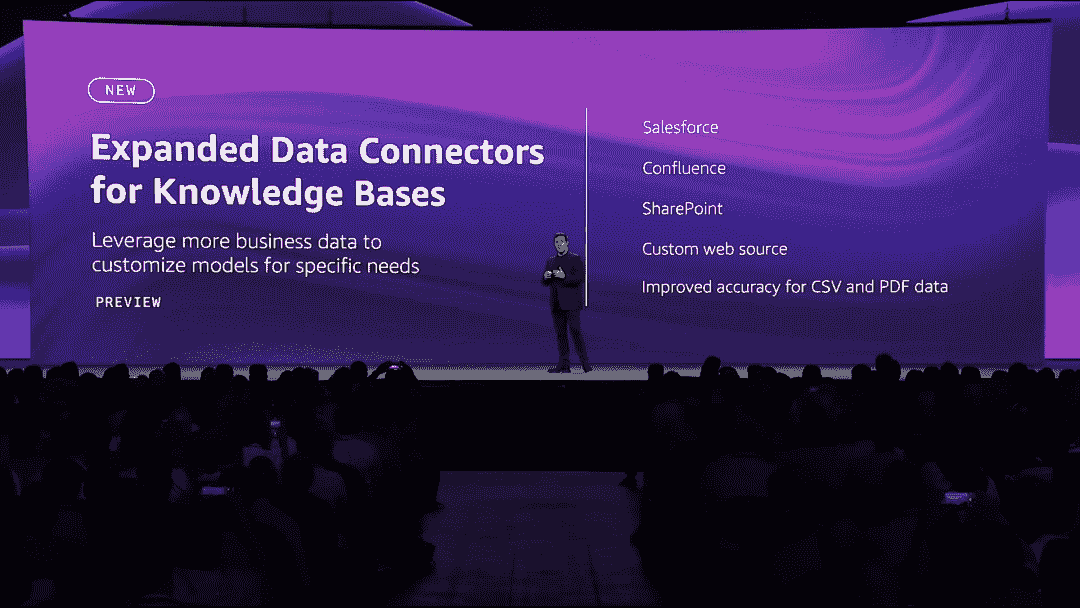 NEW
Expanded Data Connectors
for Knowledge Bases
Leverage more business data to
customize models for specific needs
PREVIEW
Salesforce
Confluence
SharePoint
Custom web source
Improved accuracy for CSV and PDF data